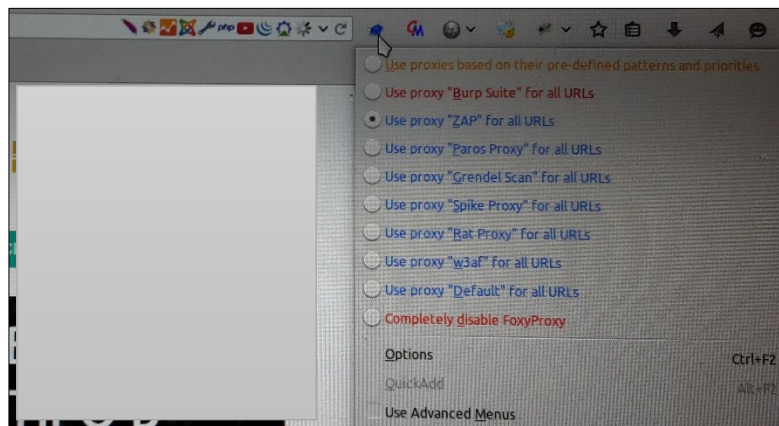 php
GM
Use proxies based on their pre-defined patterns and priorities
Use proxy "Burp Suite" for all URLs
Use proxy "ZAP" for all URLs
Use proxy "Paros Proxy" for all URLs
Use proxy "Grendel Scan" for all URLs
Use proxy "Spike Proxy" for all URLs
Use proxy "Rat Proxy" for all URLs
Use proxy "w3af" for all URLs
Use proxy "Default" for all URLs
Completely disable FoxyProxy
Options Ctrl+F2
QuickAdd Alt+F2
Use Advanced Menus